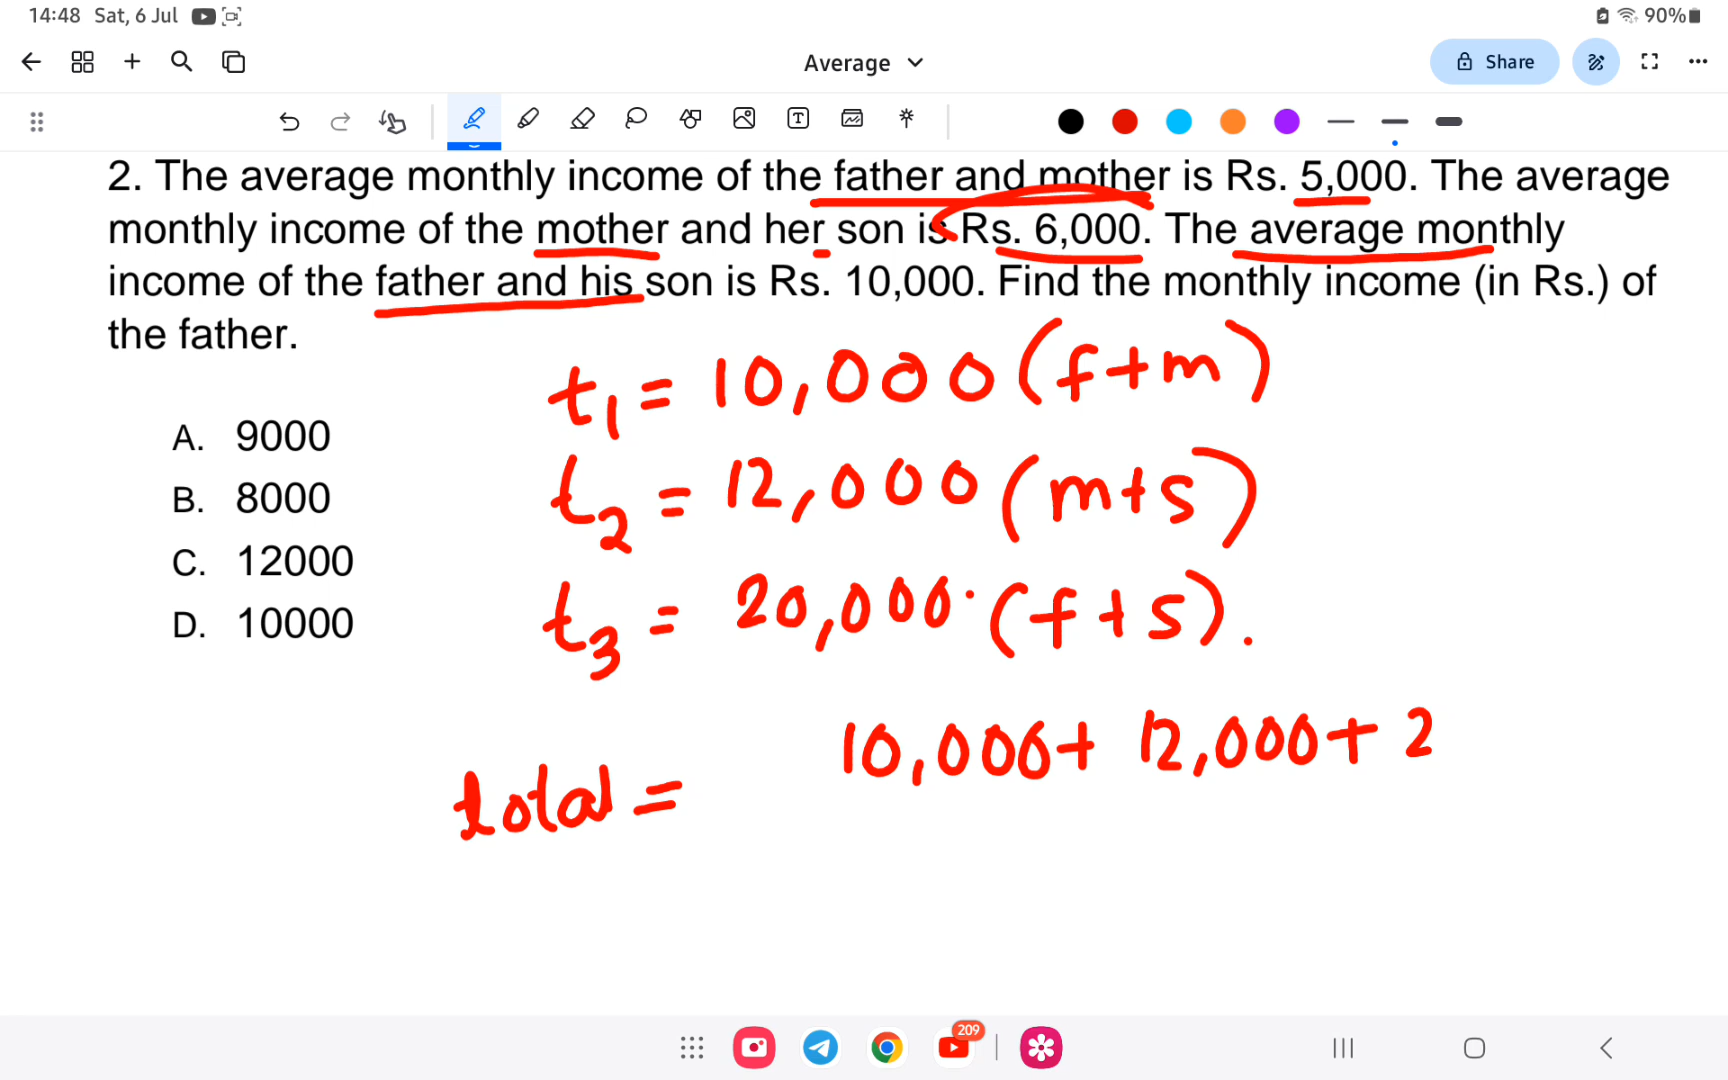 14:48 Sat, 6 Jul 90%
Average Share
2. The average monthly income of the father and mother is Rs. 5,000. The average
monthly income of the mother and her son is Rs. 6,000. The average monthly
income of the father and his son is Rs. 10,000. Find the monthly income (in Rs.) of
the father.
t1 = 10,000 (f+m)
A. 9000
t2 = 12,000 (m+s)
B. 8000
C. 12000
t3 = 20,000. (f+s).
D. 10000
10,000+ 12,000+ 2
total =
209